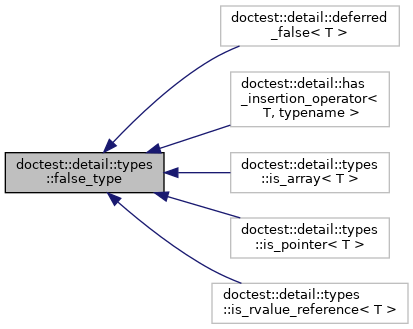 doctest::detail::deferred
_false< T >
doctest::detail::has
_insertion_operator<
T, typename >
doctest::detail::types
::false_type
doctest::detail::types
::is_array< T >
doctest::detail::types
::is_pointer< T >
doctest::detail::types
::is_rvalue_reference< T >